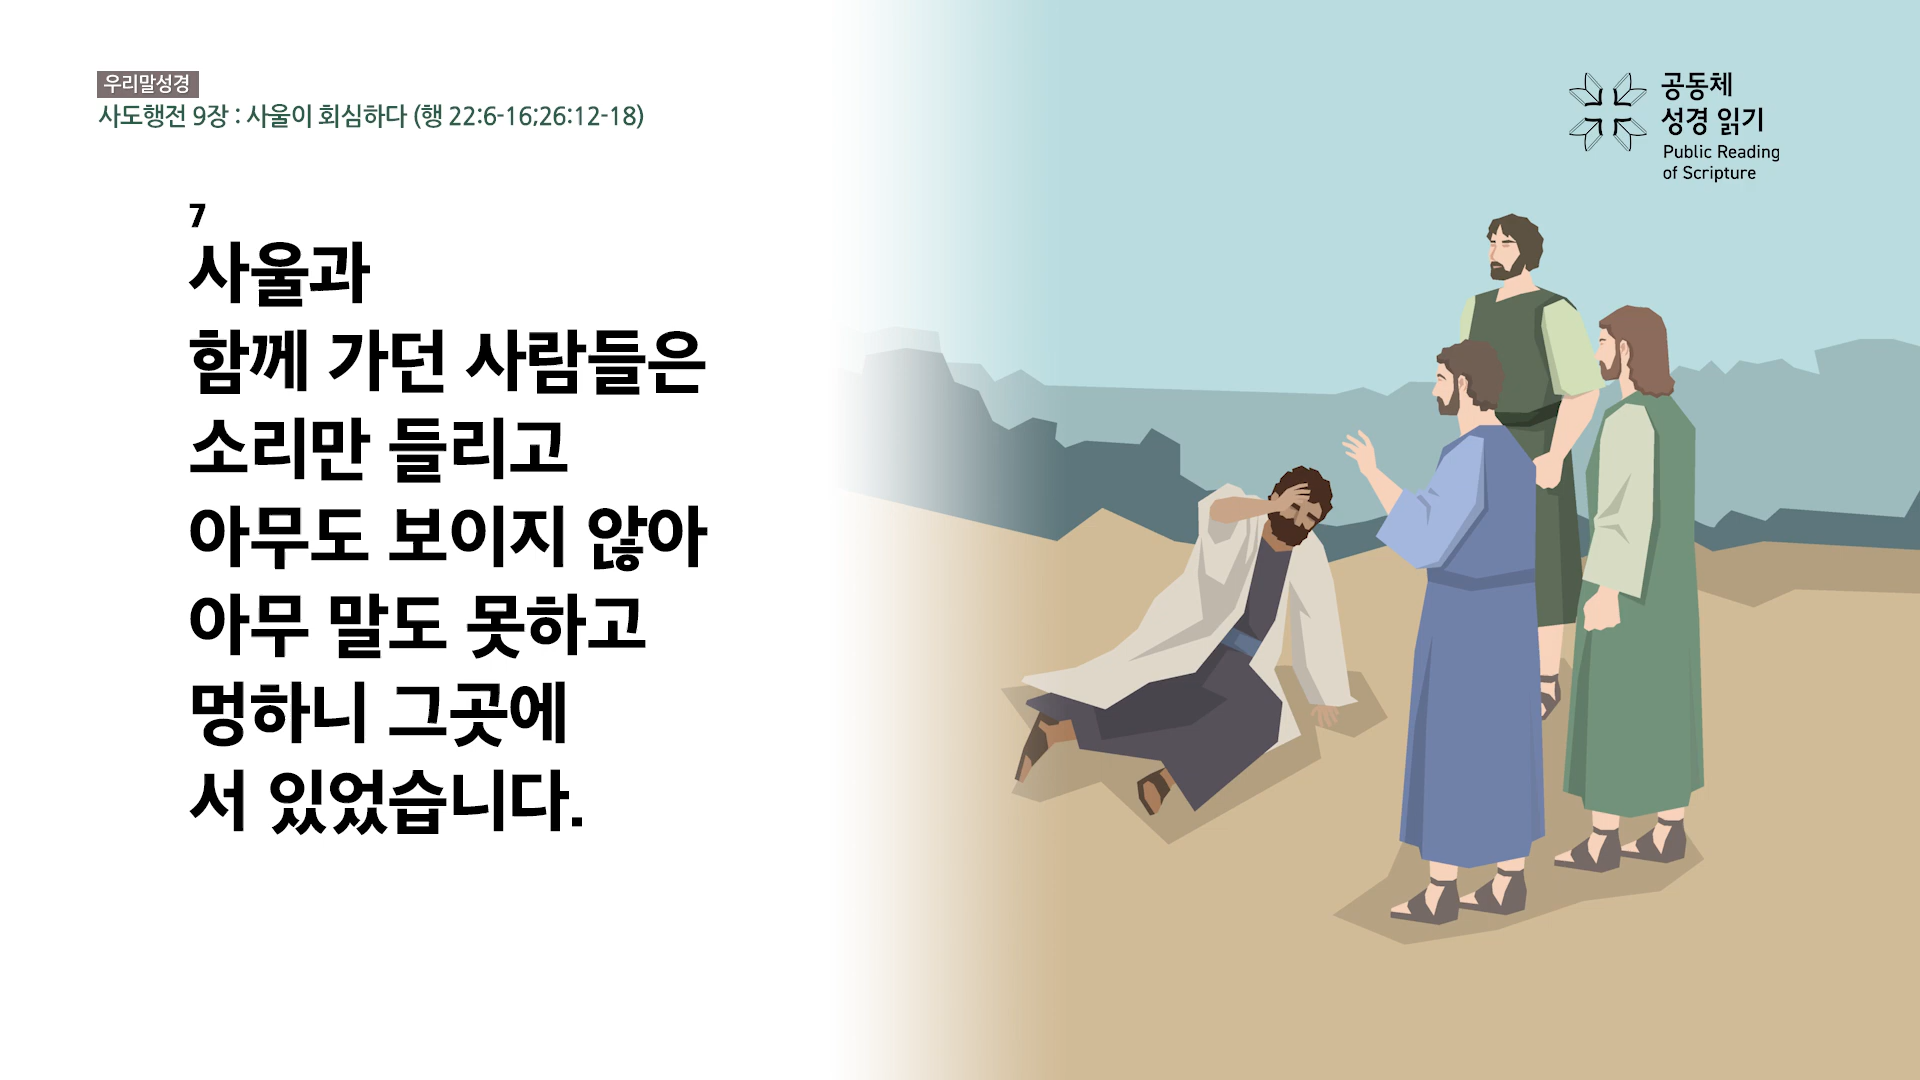 우리말성경
사도행전 9장 : 사울이 회심하다 (행 22:6-16;26:12-18)
공동체
성경 읽기
Public Reading
of Scripture
7
사울과
함께 가던 사람들은
소리만 들리고
아무도 보이지 않아
아무 말도 못하고
멍하니 그곳에
서 있었습니다.